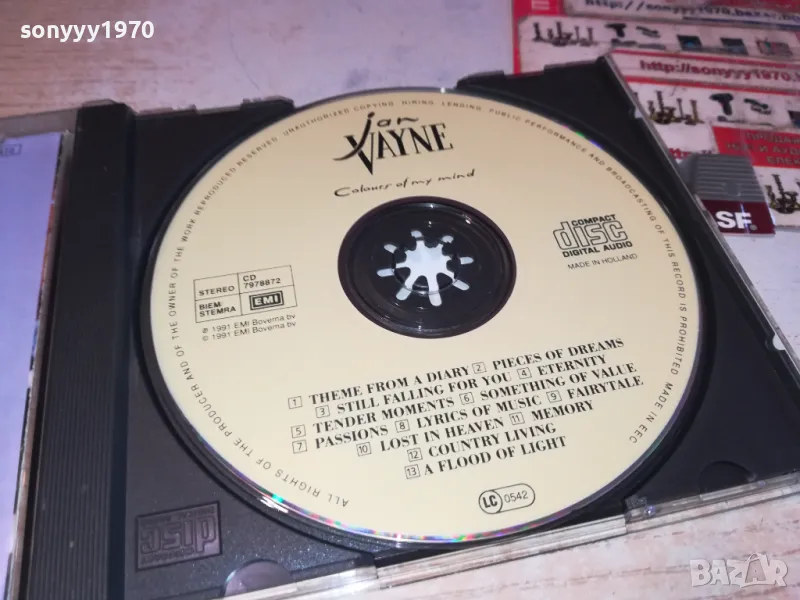 sonyyy1970
jan
VAYNE
Colours of my mind
ALL RIGHTS OF THE PRODUCER AND OF THE OWNER OF THE WORK REPRODUCED RESERVED. UNAUTHORIZED COPYING. HIRING. LENDING. PUBLIC PERFORMANCE AND BROADCASTING OF THIS RECORD IS PROHIBITED MADE IN EEC
STEREO CD 7978872
BIEM/STEMRA EMI
℗ 1991 EMI Bovema bv
© 1991 EMI Bovema bv
COMPACT
disc
DIGITAL AUDIO
MADE IN HOLLAND
1 THEME FROM A DIARY 2 PIECES OF DREAMS
3 STILL FALLING FOR YOU 4 ETERNITY
5 TENDER MOMENTS 6 SOMETHING OF VALUE
7 PASSIONS 8 LYRICS OF MUSIC 9 FAIRYTALE
10 LOST IN HEAVEN 11 MEMORY
12 COUNTRY LIVING
13 A FLOOD OF LIGHT
LC 0542
disc
http://sonyyy1970.
SF
BAZAR